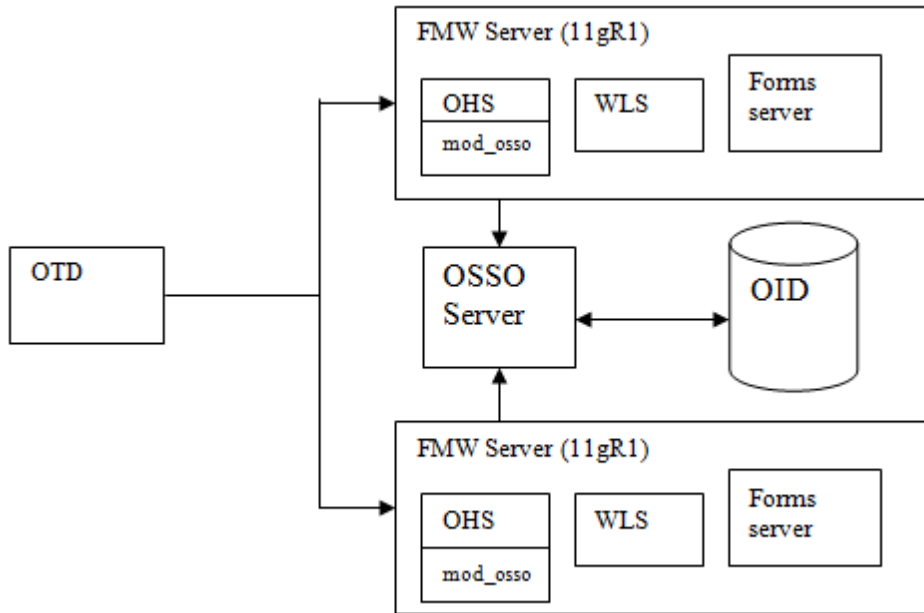 FMW Server (11gR1)
OHS
mod_osso
WLS
Forms
server
OTD
OSSO
Server
OID
FMW Server (11gR1)
OHS
mod_osso
WLS
Forms
server